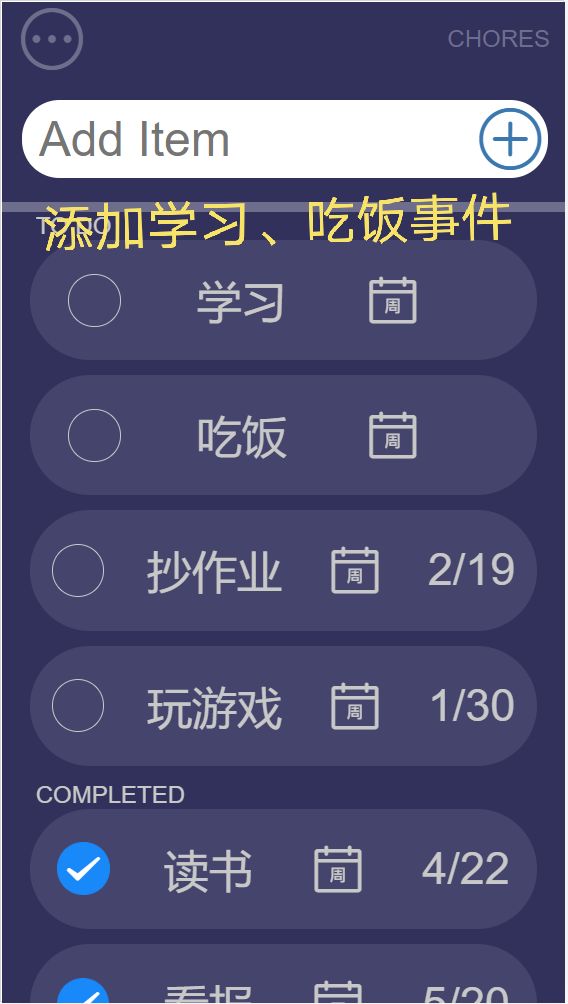 CHORES
Add Item
TO DO
添加学习、吃饭事件
学习 周
吃饭 周
抄作业 周 2/19
玩游戏 周 1/30
COMPLETED
读书 周 4/22
看报 5/20